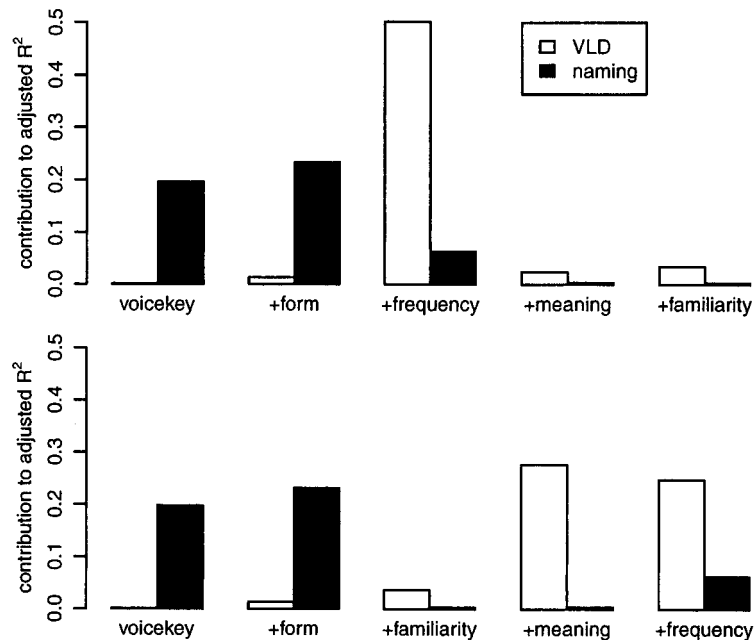 contribution to adjusted R²
0.5
0.4
0.3
0.2
0.1
0.0
VLD
naming
voicekey +form +frequency +meaning +familiarity
contribution to adjusted R²
0.5
0.4
0.3
0.2
0.1
0.0
voicekey +form +familiarity +meaning +frequency